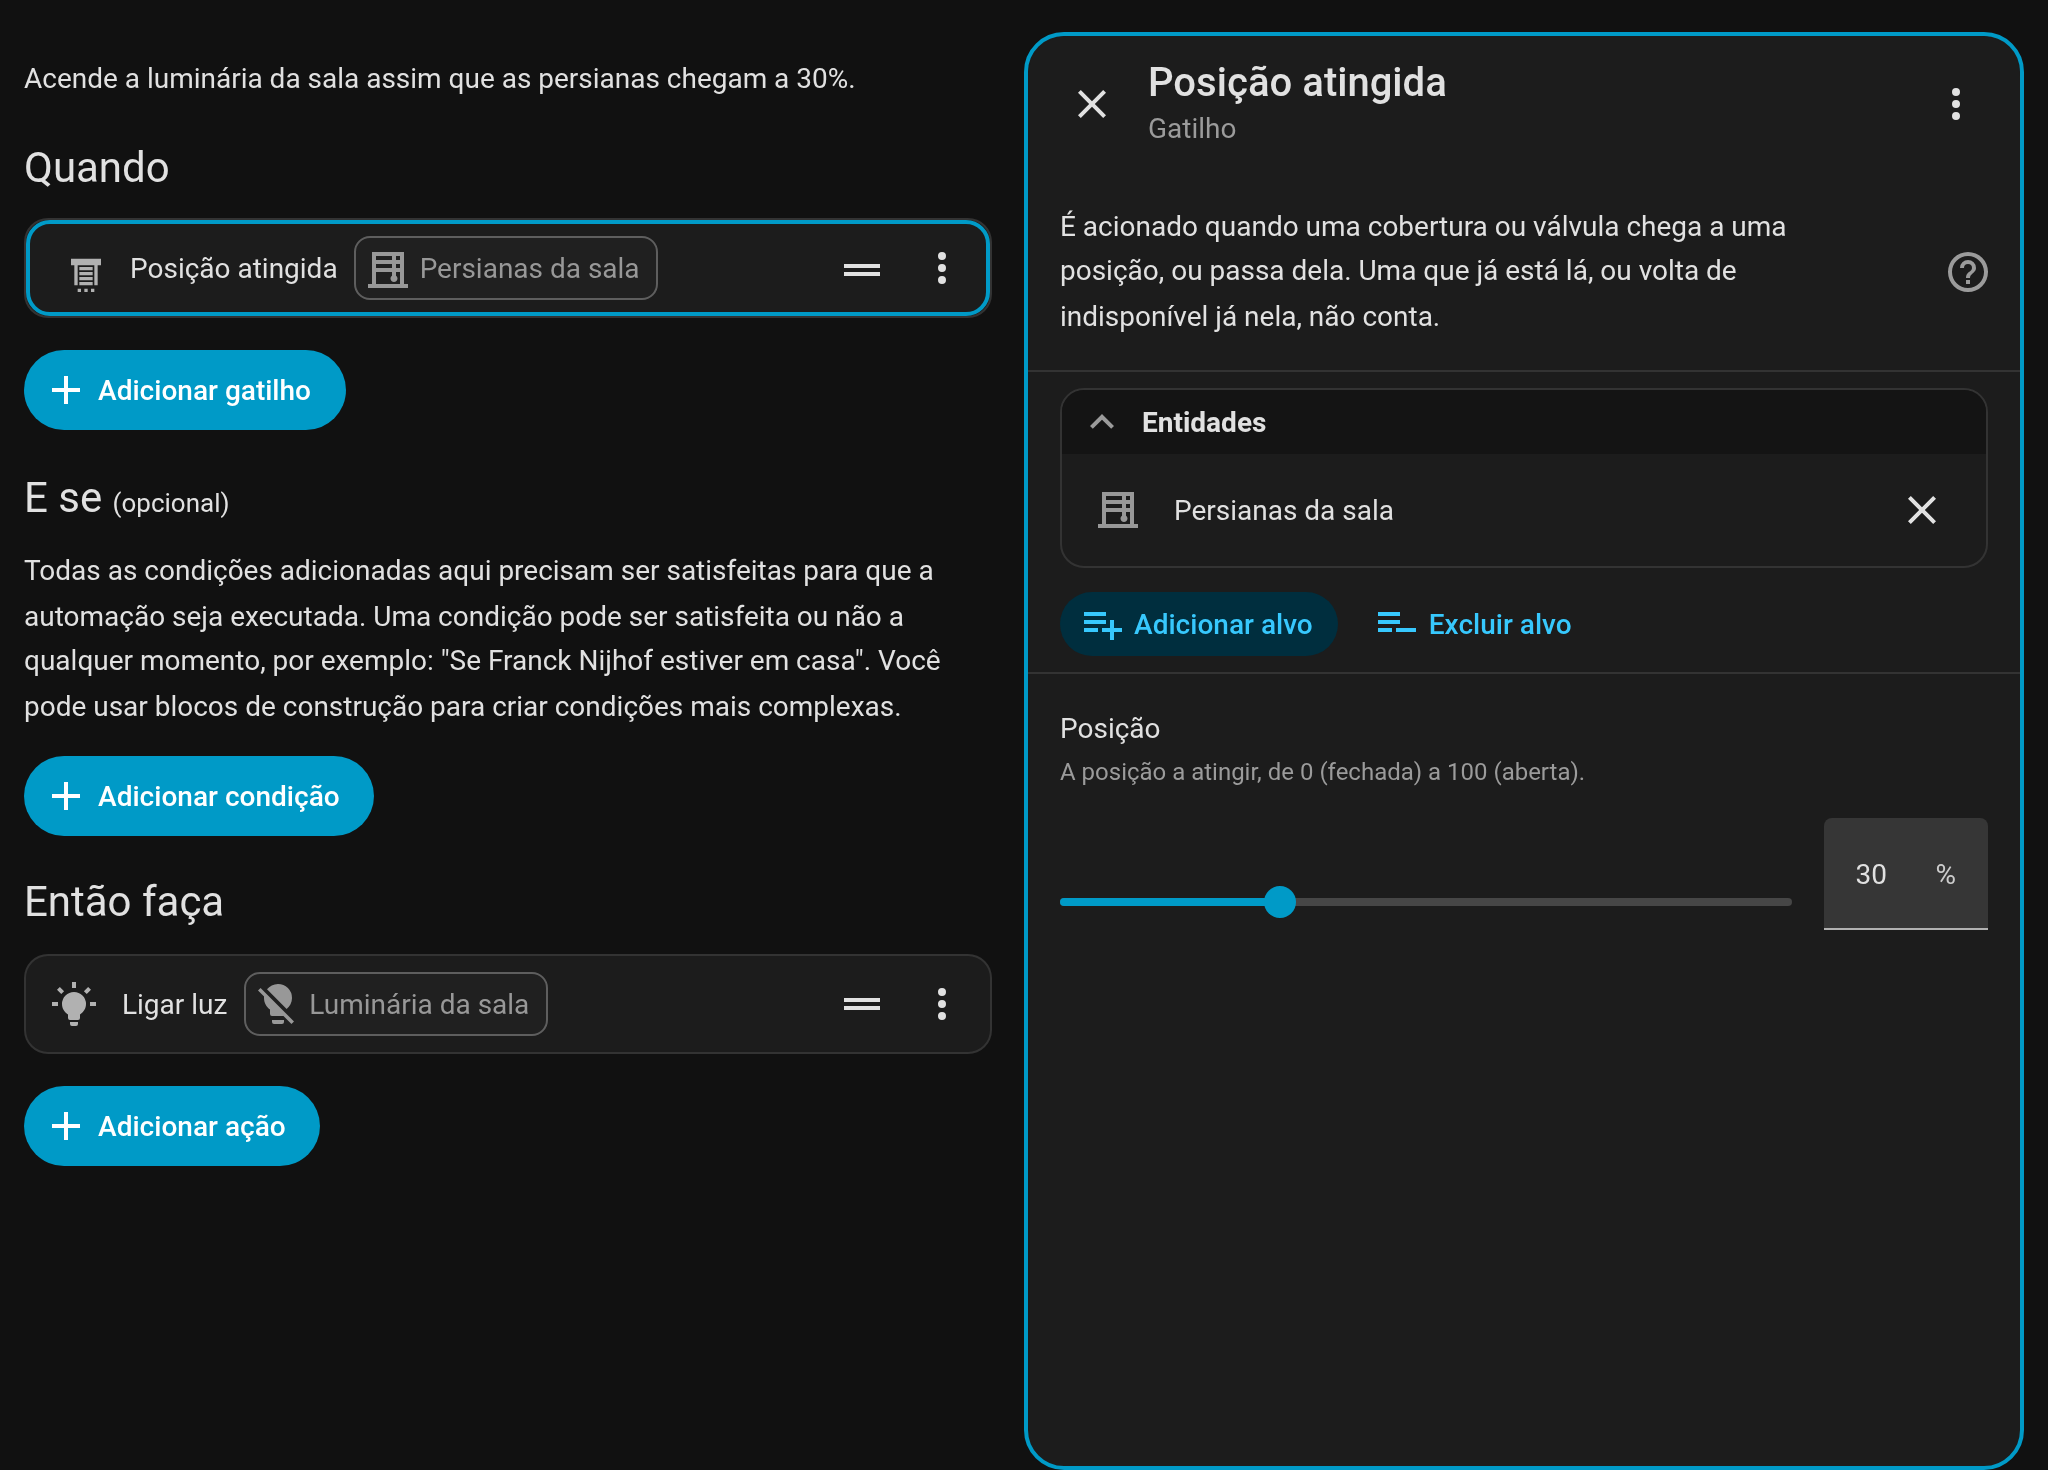 Acende a luminária da sala assim que as persianas chegam a 30%.
Quando
Posição atingida Persianas da sala
Adicionar gatilho
E se (opcional)
Todas as condições adicionadas aqui precisam ser satisfeitas para que a
automação seja executada. Uma condição pode ser satisfeita ou não a
qualquer momento, por exemplo: "Se Franck Nijhof estiver em casa". Você
pode usar blocos de construção para criar condições mais complexas.
Adicionar condição
Então faça
Ligar luz Luminária da sala
Adicionar ação
Posição atingida
Gatilho
É acionado quando uma cobertura ou válvula chega a uma
posição, ou passa dela. Uma que já está lá, ou volta de
indisponível já nela, não conta.
Entidades
Persianas da sala
Adicionar alvo Excluir alvo
Posição
A posição a atingir, de 0 (fechada) a 100 (aberta).
30 %